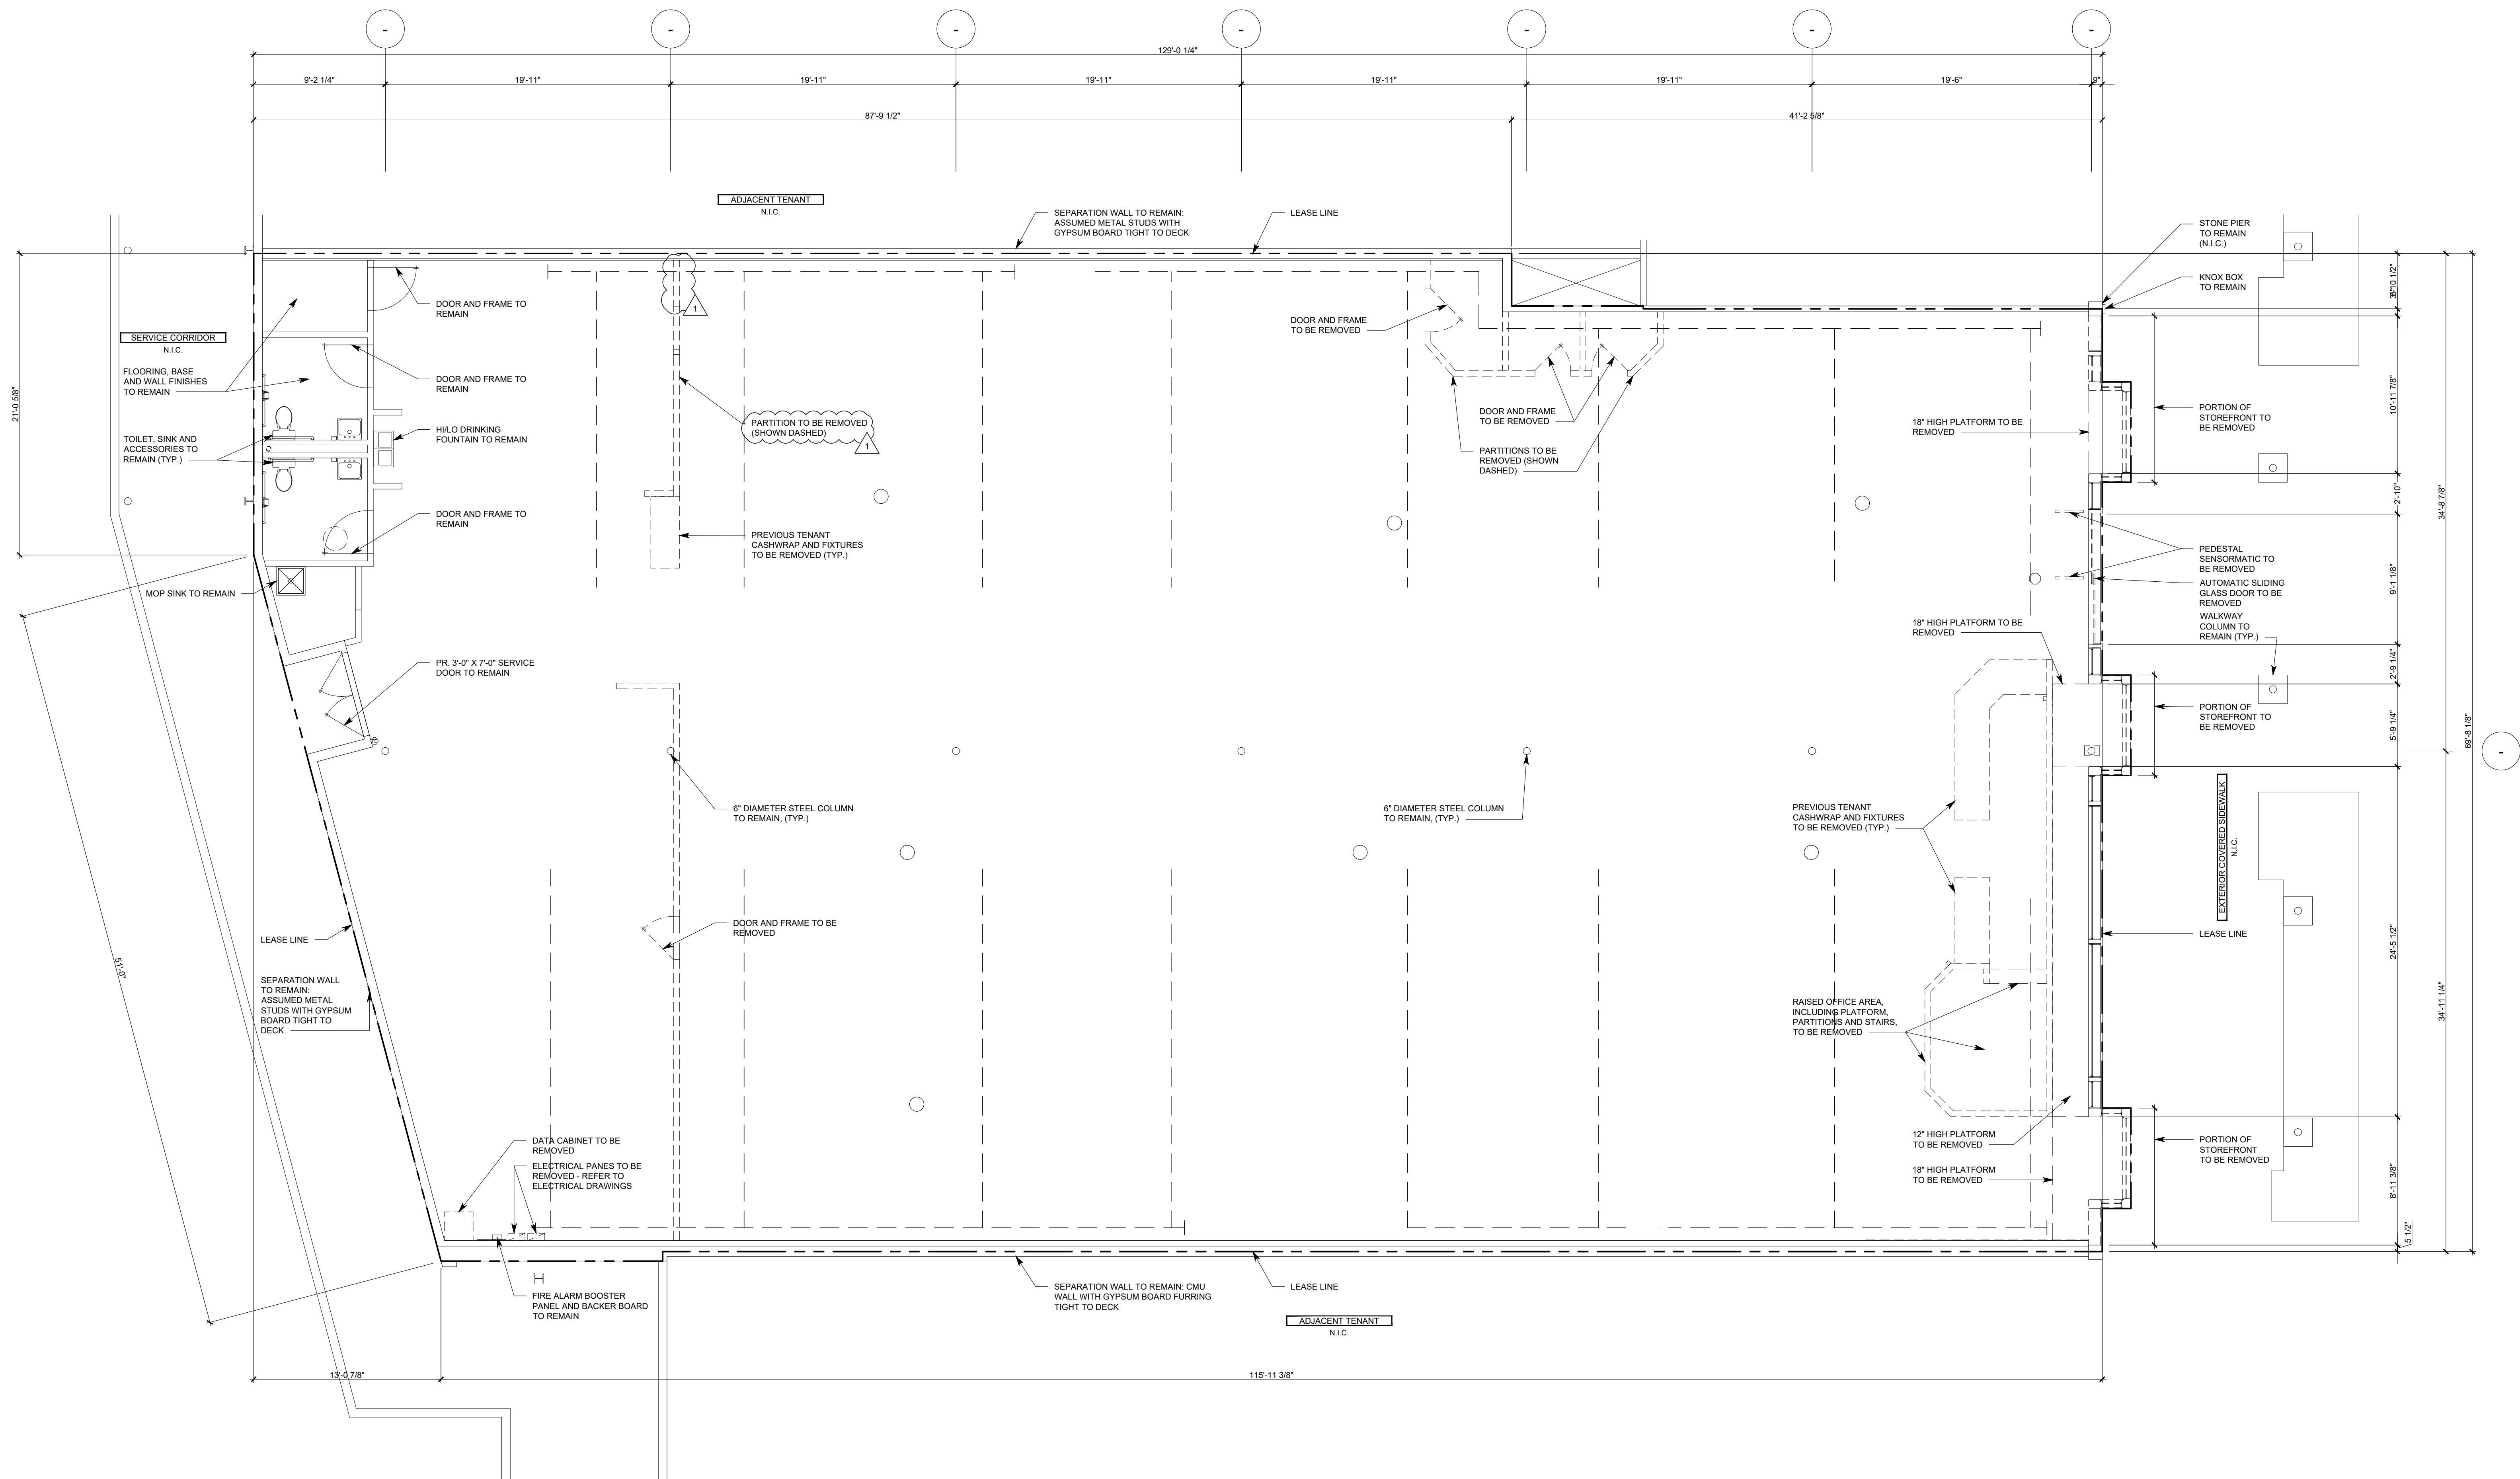 -
-
-
-
-
-
-
129'-0 1/4"
9'-2 1/4"
19'-11"
19'-11"
19'-11"
19'-11"
19'-11"
19'-6"
9"
87'-9 1/2"
41'-2 5/8"
ADJACENT TENANT
N.I.C.
SEPARATION WALL TO REMAIN:
ASSUMED METAL STUDS WITH
GYPSUM BOARD TIGHT TO DECK
LEASE LINE
STONE PIER
TO REMAIN
(N.I.C.)
KNOX BOX
TO REMAIN
DOOR AND FRAME TO
REMAIN
1
DOOR AND FRAME
TO BE REMOVED
SERVICE CORRIDOR
N.I.C.
FLOORING, BASE
AND WALL FINISHES
TO REMAIN
DOOR AND FRAME TO
REMAIN
21'-0 5/8"
TOILET, SINK AND
ACCESSORIES TO
REMAIN (TYP.)
HI/LO DRINKING
FOUNTAIN TO REMAIN
PARTITION TO BE REMOVED
(SHOWN DASHED)
1
DOOR AND FRAME
TO BE REMOVED
PARTITIONS TO BE
REMOVED (SHOWN
DASHED)
18" HIGH PLATFORM TO BE
REMOVED
PORTION OF
STOREFRONT TO
BE REMOVED
10'-11 7/8"
2'-10"
34'-8 7/8"
DOOR AND FRAME TO
REMAIN
PREVIOUS TENANT
CASHWRAP AND FIXTURES
TO BE REMOVED (TYP.)
PEDESTAL
SENSORMATIC TO
BE REMOVED
AUTOMATIC SLIDING
GLASS DOOR TO BE
REMOVED
WALKWAY
COLUMN TO
REMAIN (TYP.)
9'-1 1/8"
MOP SINK TO REMAIN
18" HIGH PLATFORM TO BE
REMOVED
PR. 3'-0" X 7'-0" SERVICE
DOOR TO REMAIN
2'-9 1/4"
PORTION OF
STOREFRONT TO
BE REMOVED
5'-9 1/4"
69'-8 1/8"
-
6" DIAMETER STEEL COLUMN
TO REMAIN, (TYP.)
6" DIAMETER STEEL COLUMN
TO REMAIN, (TYP.)
PREVIOUS TENANT
CASHWRAP AND FIXTURES
TO BE REMOVED (TYP.)
EXTERIOR COVERED SIDEWALK
N.I.C.
DOOR AND FRAME TO BE
REMOVED
LEASE LINE
LEASE LINE
24'-5 1/2"
51'-0"
SEPARATION WALL
TO REMAIN:
ASSUMED METAL
STUDS WITH GYPSUM
BOARD TIGHT TO
DECK
RAISED OFFICE AREA,
INCLUDING PLATFORM,
PARTITIONS AND STAIRS,
TO BE REMOVED
34'-11 1/4"
DATA CABINET TO BE
REMOVED
ELECTRICAL PANES TO BE
REMOVED - REFER TO
ELECTRICAL DRAWINGS
12" HIGH PLATFORM
TO BE REMOVED
18" HIGH PLATFORM
TO BE REMOVED
PORTION OF
STOREFRONT
TO BE REMOVED
8'-11 3/8"
5 1/2"
FIRE ALARM BOOSTER
PANEL AND BACKER BOARD
TO REMAIN
SEPARATION WALL TO REMAIN: CMU
WALL WITH GYPSUM BOARD FURRING
TIGHT TO DECK
LEASE LINE
ADJACENT TENANT
N.I.C.
13'-0 7/8"
115'-11 3/8"